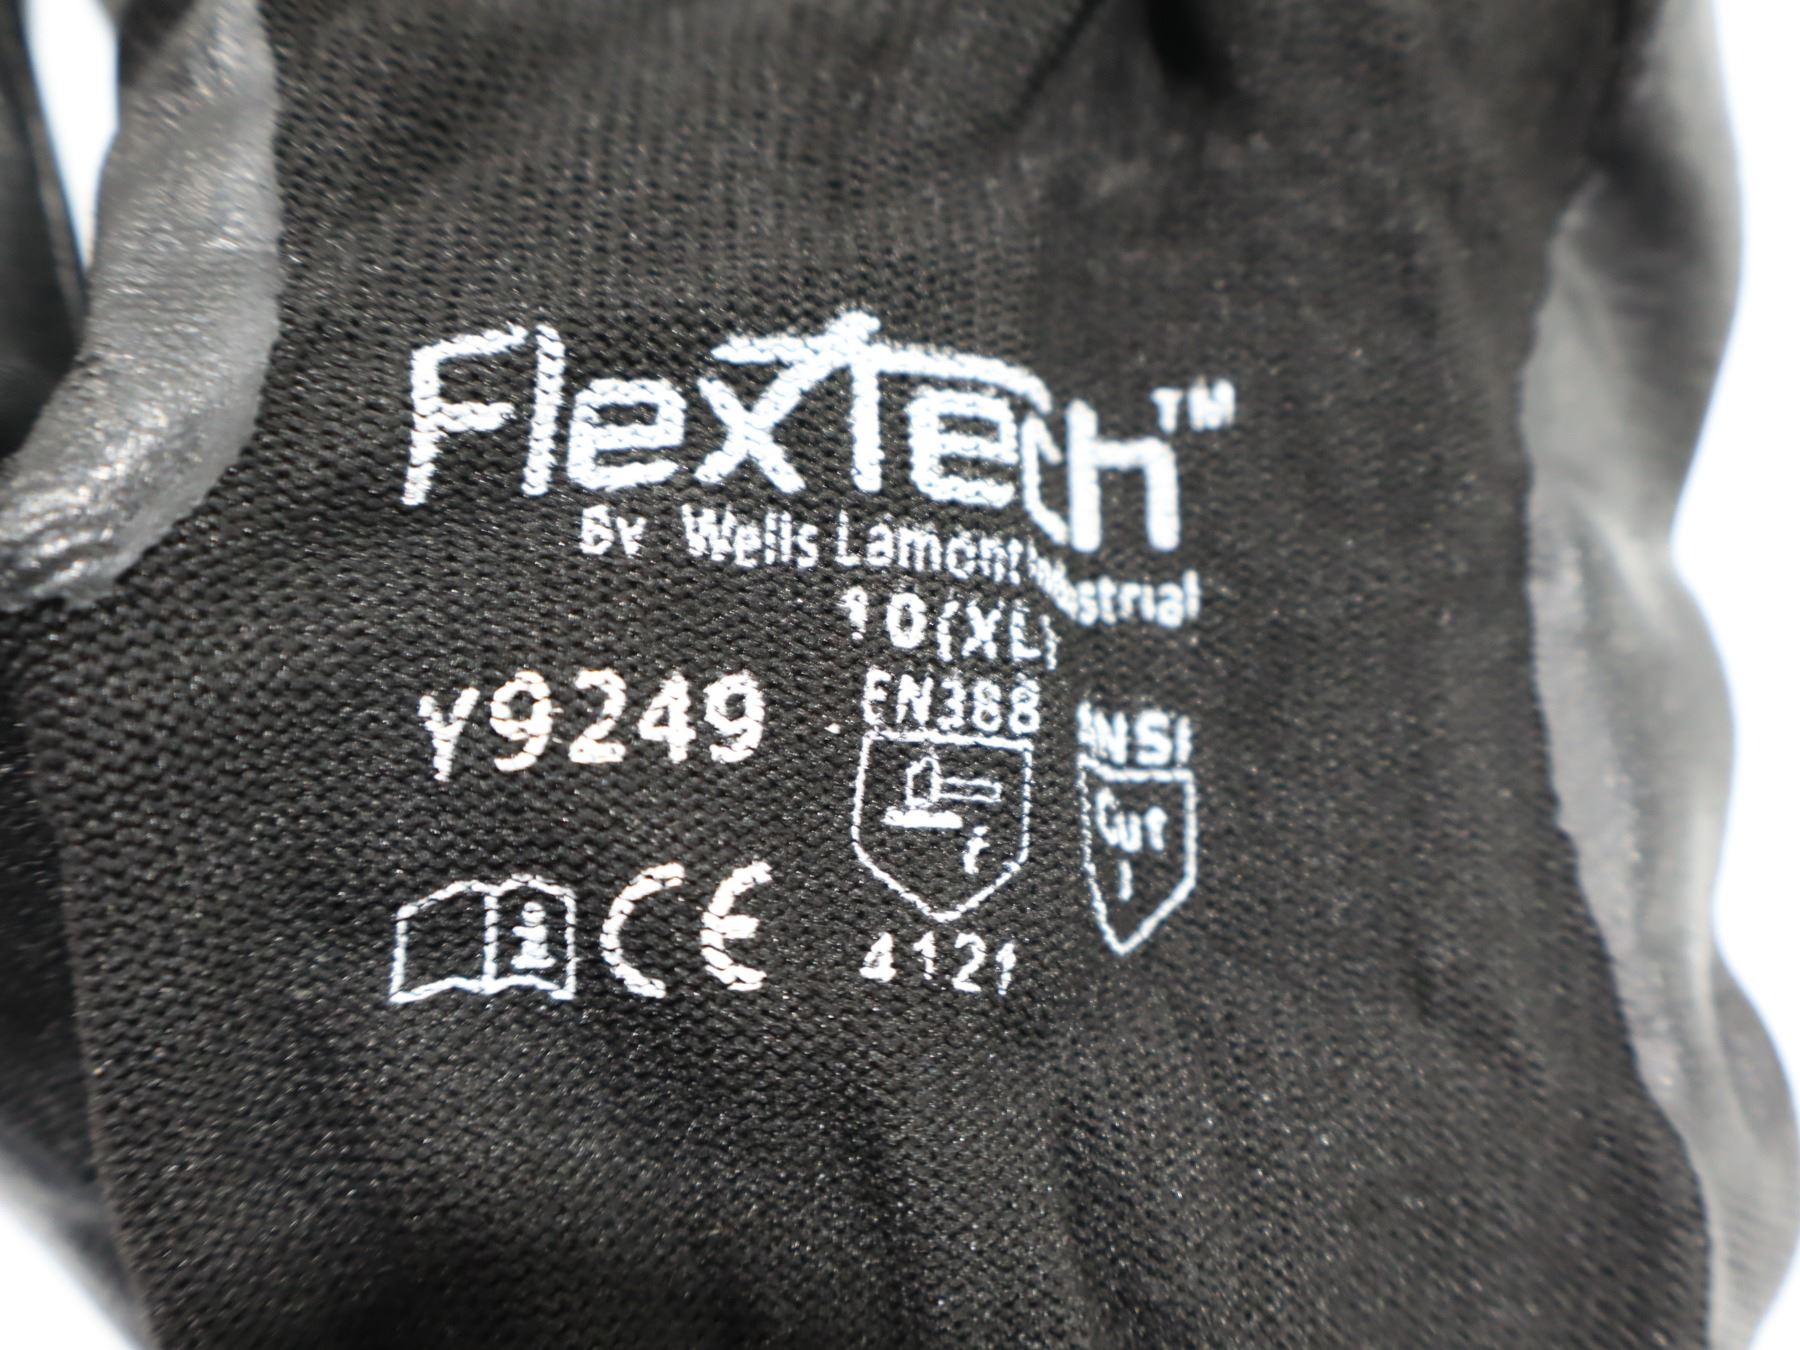 FlexTech™
By Wells Lamont Industrial
10(XL)
Y9249
EN388
ANSI
Cut
1
CE
4121